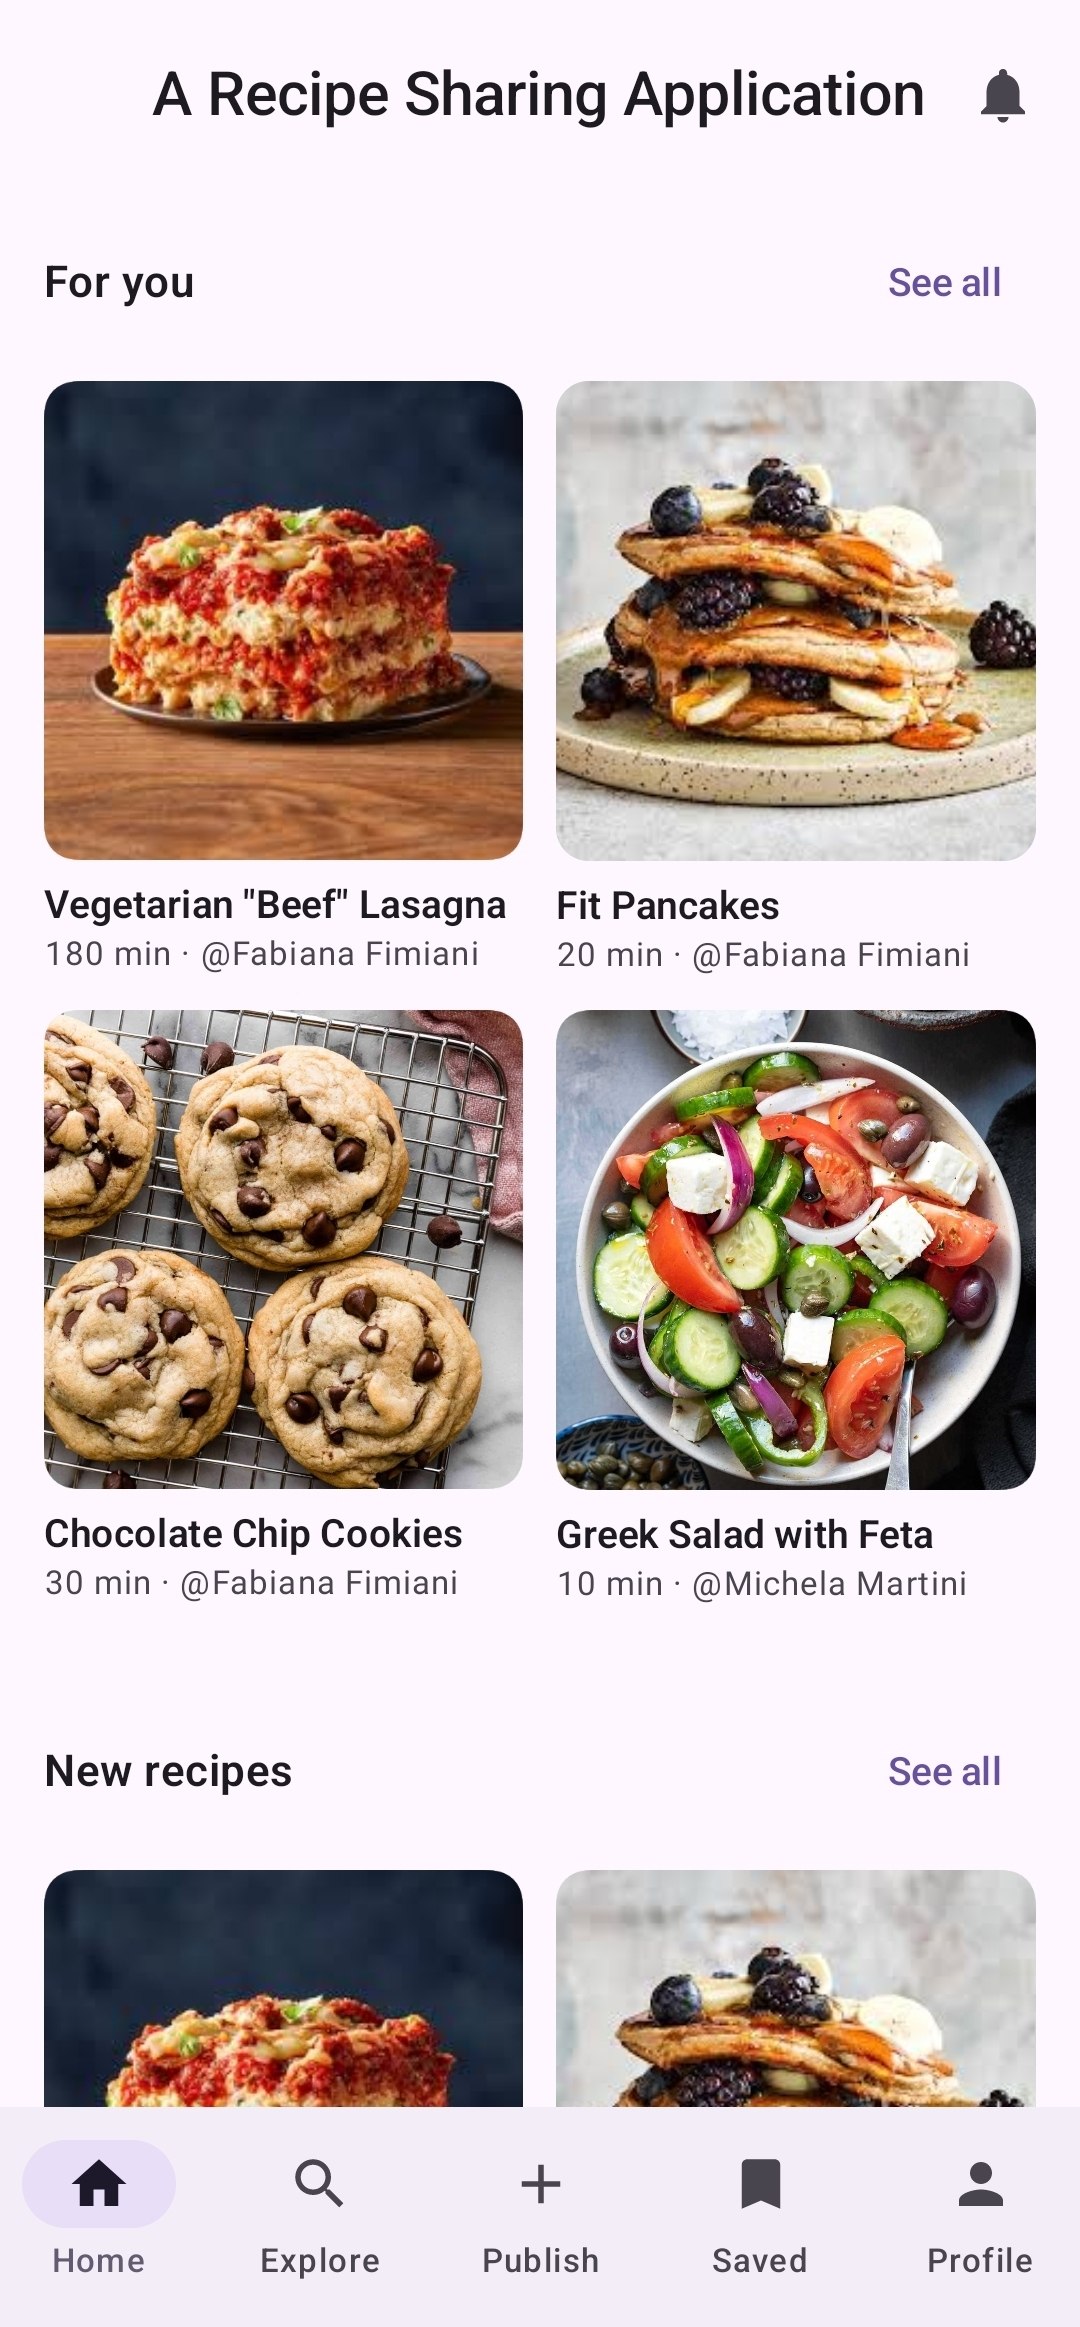 A Recipe Sharing Application
For you
See all
Vegetarian "Beef" Lasagna
180 min · @Fabiana Fimiani
Fit Pancakes
20 min · @Fabiana Fimiani
Chocolate Chip Cookies
30 min · @Fabiana Fimiani
Greek Salad with Feta
10 min · @Michela Martini
New recipes
See all
Home
Explore
Publish
Saved
Profile